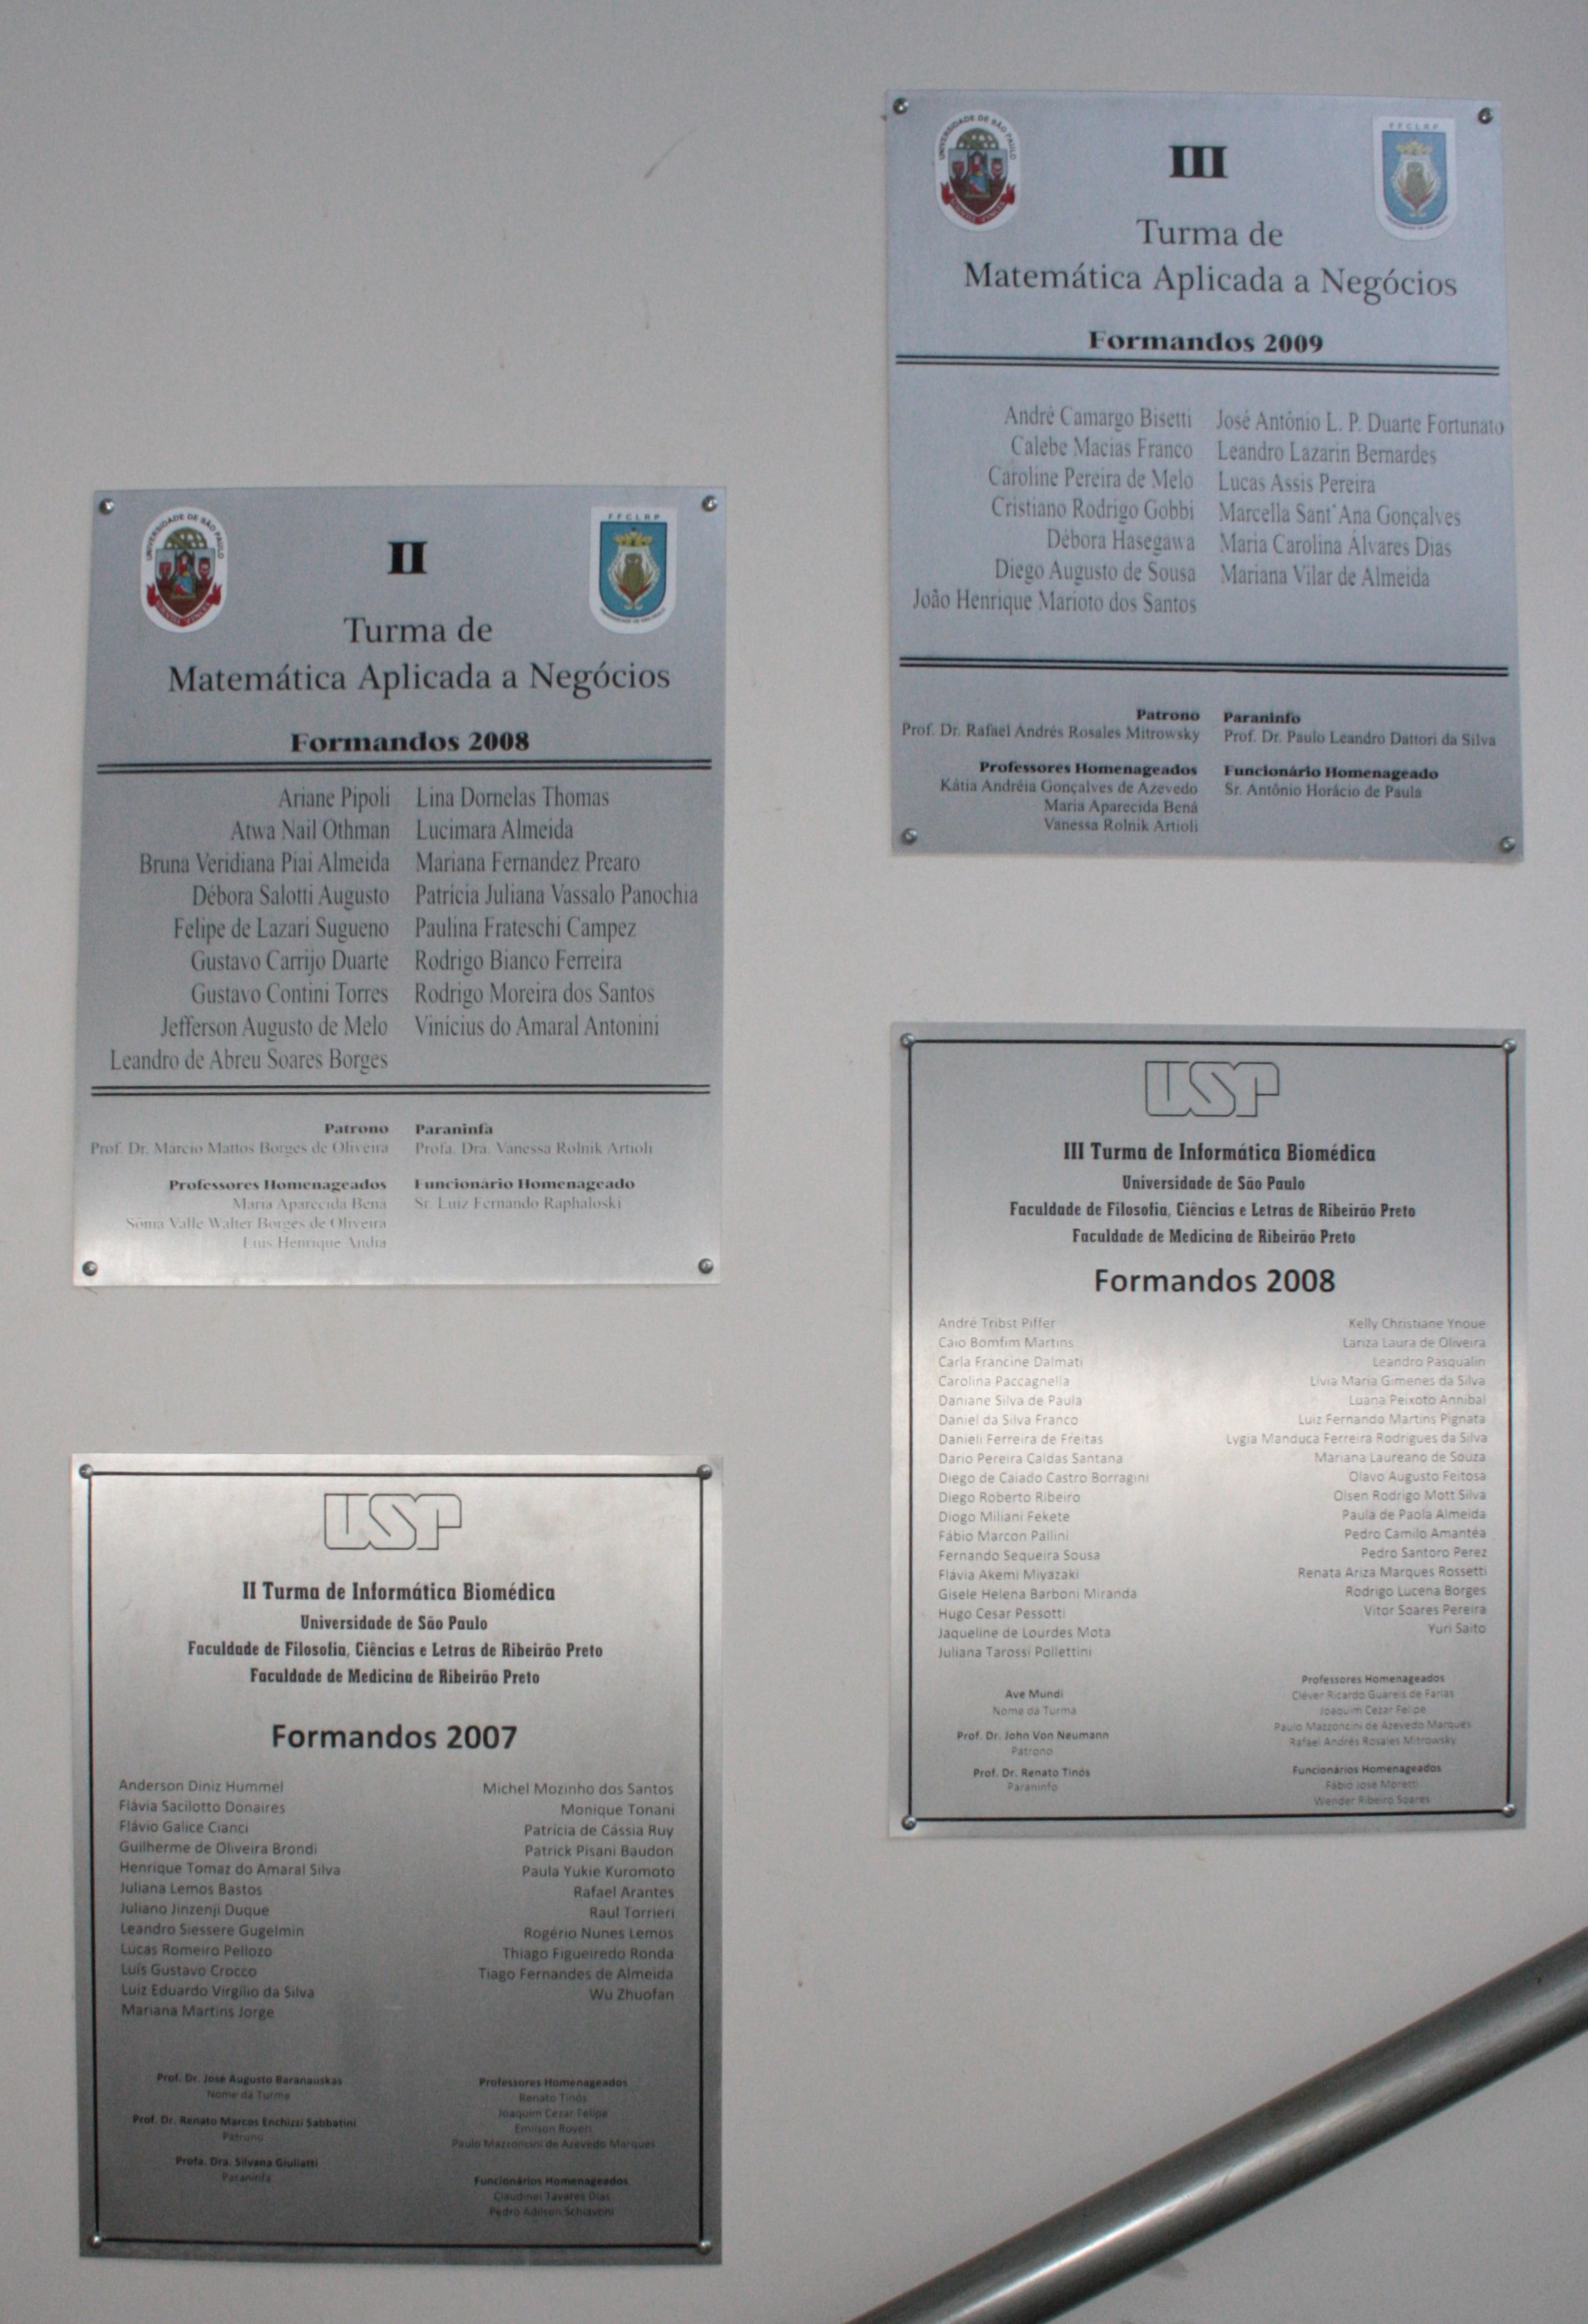 UNIVERSIDADE DE SÃO PAULO
FFCLRP
II
Turma de
Matemática Aplicada a Negócios
Formandos 2008
Ariane Pipoli Lina Dornelas Thomas
Atwa Nail Othman Lucimara Almeida
Bruna Veridiana Piai Almeida Mariana Fernandez Prearo
Débora Salotti Augusto Patrícia Juliana Vassalo Panochia
Felipe de Lazari Sugueno Paulina Frateschi Campez
Gustavo Carrijo Duarte Rodrigo Bianco Ferreira
Gustavo Contini Torres Rodrigo Moreira dos Santos
Jefferson Augusto de Melo Vinícius do Amaral Antonini
Leandro de Abreu Soares Borges
Patrono Paraninfa
Prof. Dr. Márcio Mattos Borges de Oliveira Profa. Dra. Vanessa Rolnik Artioli
Professores Homenageados Funcionário Homenageado
Maria Aparecida Bená Sr. Luiz Fernando Raphaloski
Sônia Valle Walter Borges de Oliveira
Luís Henrique Andia
UNIVERSIDADE DE SÃO PAULO
FFCLRP
III
Turma de
Matemática Aplicada a Negócios
Formandos 2009
André Camargo Bisetti José Antônio L. P. Duarte Fortunato
Calebe Macias Franco Leandro Lazarin Bernardes
Caroline Pereira de Melo Lucas Assis Pereira
Cristiano Rodrigo Gobbi Marcella Sant'Ana Gonçalves
Débora Hasegawa Maria Carolina Álvares Dias
Diego Augusto de Sousa Mariana Vilar de Almeida
João Henrique Marioto dos Santos
Patrono Paraninfo
Prof. Dr. Rafael Andrés Rosales Mitrowsky Prof. Dr. Paulo Leandro Dattori da Silva
Professores Homenageados Funcionário Homenageado
Kátia Andréia Gonçalves de Azevedo Sr. Antônio Horácio de Paula
Maria Aparecida Bená
Vanessa Rolnik Artioli
USP
II Turma de Informática Biomédica
Universidade de São Paulo
Faculdade de Filosofia, Ciências e Letras de Ribeirão Preto
Faculdade de Medicina de Ribeirão Preto
Formandos 2007
Anderson Diniz Hummel Michel Mozinho dos Santos
Flávia Sacilotto Donaires Monique Tonani
Flávio Galice Cianci Patrícia de Cássia Ruy
Guilherme de Oliveira Brondi Patrick Pisani Baudon
Henrique Tomaz do Amaral Silva Paula Yukie Kuromoto
Juliana Lemos Bastos Rafael Arantes
Juliano Jinzenji Duque Raul Torrieri
Leandro Siessere Gugelmin Rogério Nunes Lemos
Lucas Romeiro Pellozo Thiago Figueiredo Ronda
Luís Gustavo Crocco Tiago Fernandes de Almeida
Luiz Eduardo Virgílio da Silva Wu Zhuofan
Mariana Martins Jorge
Prof. Dr. José Augusto Baranauskas
Nome da Turma
Prof. Dr. Renato Marcos Enchizzi Sabbatini
Patrono
Profa. Dra. Silvana Giuliatti
Paraninfa
Professores Homenageados
Renato Tinós
Joaquim Cezar Felipe
Paulo Mazzoncini de Azevedo Marques
Funcionários Homenageados
Claudinei Tavares Dias
Pedro Adilson Schiavoni
USP
III Turma de Informática Biomédica
Universidade de São Paulo
Faculdade de Filosofia, Ciências e Letras de Ribeirão Preto
Faculdade de Medicina de Ribeirão Preto
Formandos 2008
André Tribst Piffer Kelly Christiane Ynoue
Caio Bomfim Martins Lariza Laura de Oliveira
Carla Francine Dalmati Leandro Pasqualin
Carolina Paccagnella Lívia Maria Gimenes da Silva
Daniane Silva de Paula Luana Peixoto Annibal
Daniel da Silva Franco Luiz Fernando Martins Pignata
Danieli Ferreira de Freitas Lygia Manduca Ferreira Rodrigues da Silva
Dario Pereira Caldas Santana Mariana Laureano de Souza
Diego de Caiado Castro Borragini Olavo Augusto Feitosa
Diego Roberto Ribeiro Olsen Rodrigo Mott Silva
Diogo Miliani Fekete Paula de Paola Almeida
Fábio Marcon Pallini Pedro Camilo Amantéa
Fernando Sequeira Sousa Pedro Santoro Perez
Flávia Akemi Miyazaki Renata Ariza Marques Rossetti
Gisele Helena Barboni Miranda Rodrigo Lucena Borges
Hugo Cesar Pessotti Vitor Soares Pereira
Jaqueline de Lourdes Mota Yuri Saito
Juliana Tarossi Pollettini
Ave Mundi
Nome da Turma
Prof. Dr. John Von Neumann
Patrono
Prof. Dr. Renato Tinós
Paraninfo
Professores Homenageados
Cléver Ricardo Guareis de Farias
Joaquim Cezar Felipe
Paulo Mazzoncini de Azevedo Marques
Rafael Andrés Rosales Mitrowsky
Funcionários Homenageados
Fábio José Moretti
Wender Ribeiro Soares